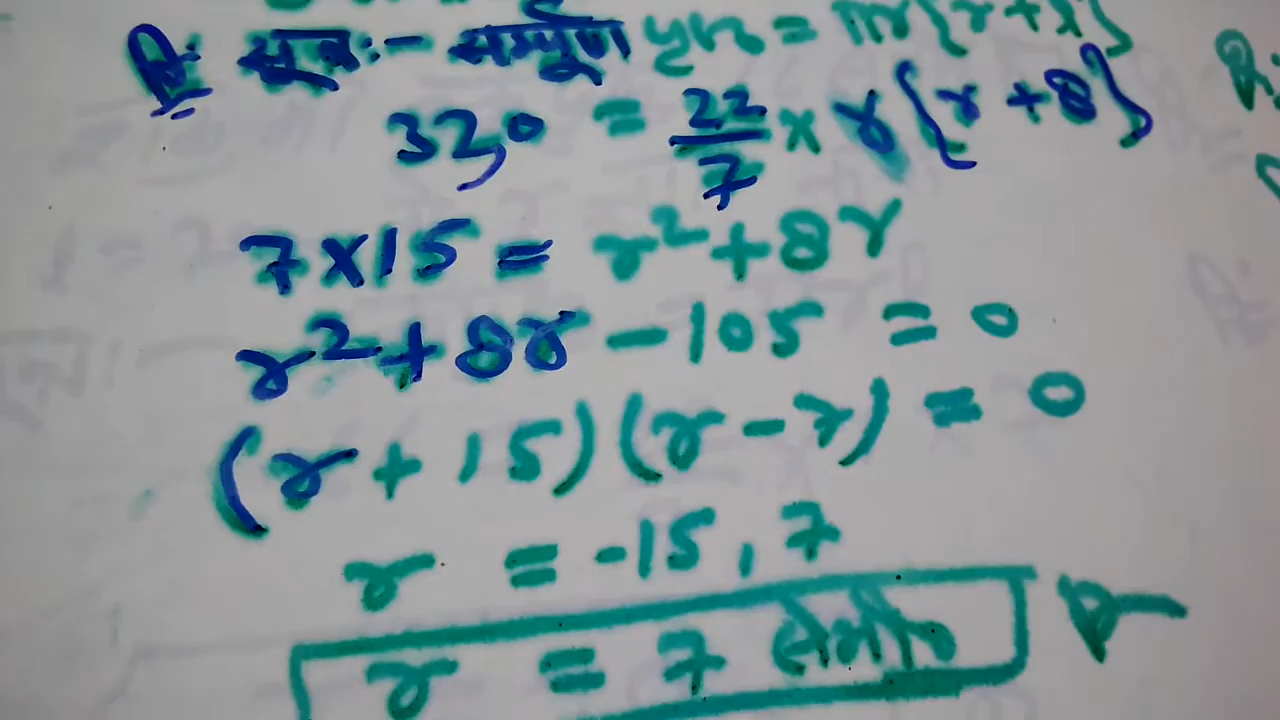 सूत्र:- सम्पूर्ण पृष्ठ = πr{r+l}
330 = 22/7 × r{r+8}
7×15 = r²+8r
r²+8r-105 = 0
(r+15)(r-7) = 0
r = -15, 7
r = 7 सेमी